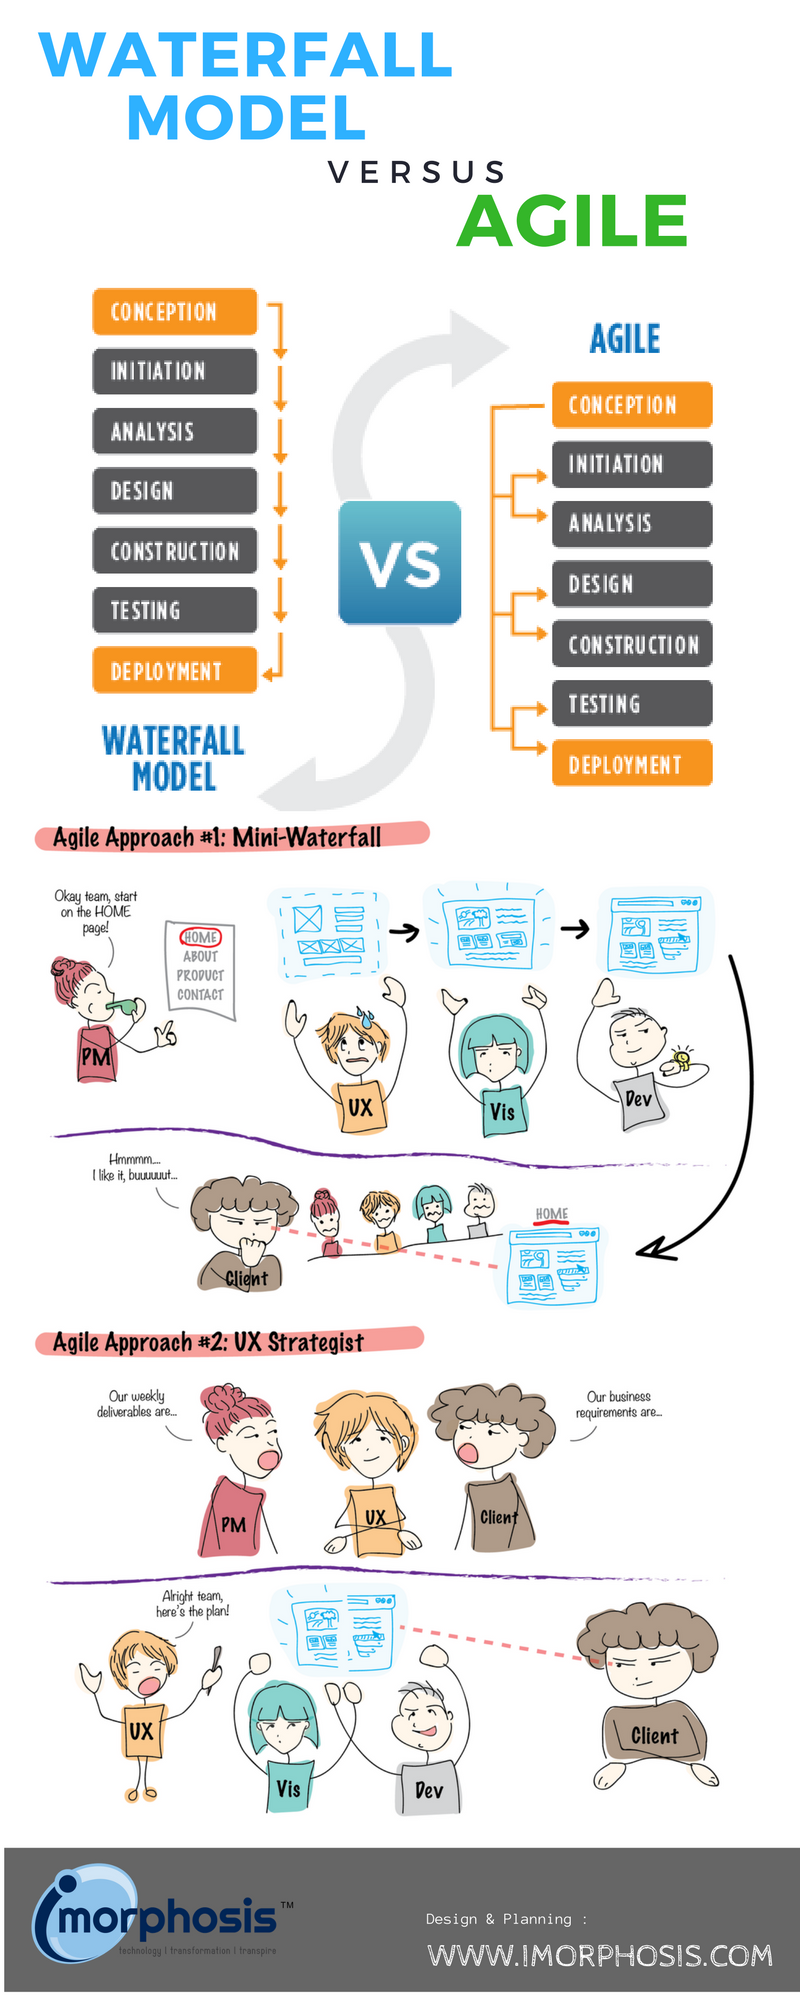 WATERFALL
MODEL
VERSUS
AGILE
CONCEPTION
INITIATION
ANALYSIS
DESIGN
CONSTRUCTION
TESTING
DEPLOYMENT
WATERFALL
MODEL
VS
AGILE
CONCEPTION
INITIATION
ANALYSIS
DESIGN
CONSTRUCTION
TESTING
DEPLOYMENT
Agile Approach #1: Mini-Waterfall
Okay team, start
on the HOME
page!
HOME
ABOUT
PRODUCT
CONTACT
PM
UX
Vis
Dev
Hmmmm....
I like it, buuuuut...
Client
HOME
Agile Approach #2: UX Strategist
Our weekly
deliverables are...
Our business
requirements are...
PM
UX
Client
Alright team,
here's the plan!
UX
Vis
Dev
Client
imorphosis™
technology | transformation | transpire
Design & Planning :
WWW.IMORPHOSIS.COM